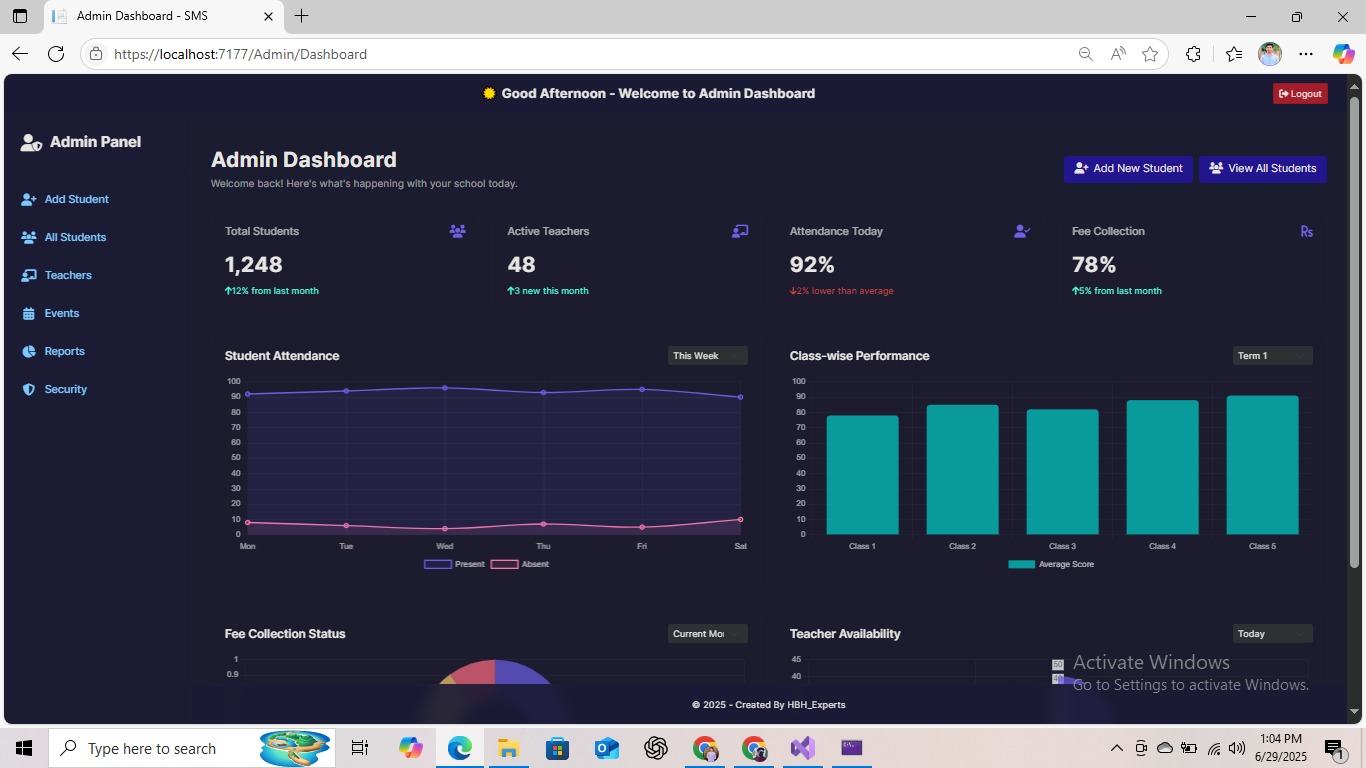 Admin Dashboard - SMS
https://localhost:7177/Admin/Dashboard
Good Afternoon - Welcome to Admin Dashboard
Logout
Admin Panel
Add Student
All Students
Teachers
Events
Reports
Security
Admin Dashboard
Welcome back! Here's what's happening with your school today.
Add New Student
View All Students
Total Students
1,248
12% from last month
Active Teachers
48
3 new this month
Attendance Today
92%
2% lower than average
Fee Collection
Rs
78%
5% from last month
Student Attendance
This Week
100
90
80
70
60
50
40
30
20
10
0
Mon Tue Wed Thu Fri Sat
Present Absent
Class-wise Performance
Term 1
100
90
80
70
60
50
40
30
20
10
0
Class 1 Class 2 Class 3 Class 4 Class 5
Average Score
Fee Collection Status
Current Mo
1
0.9
Teacher Availability
Today
45
40
50
Activate Windows
Go to Settings to activate Windows.
© 2025 - Created By HBH_Experts
Type here to search
1:04 PM
6/29/2025
1